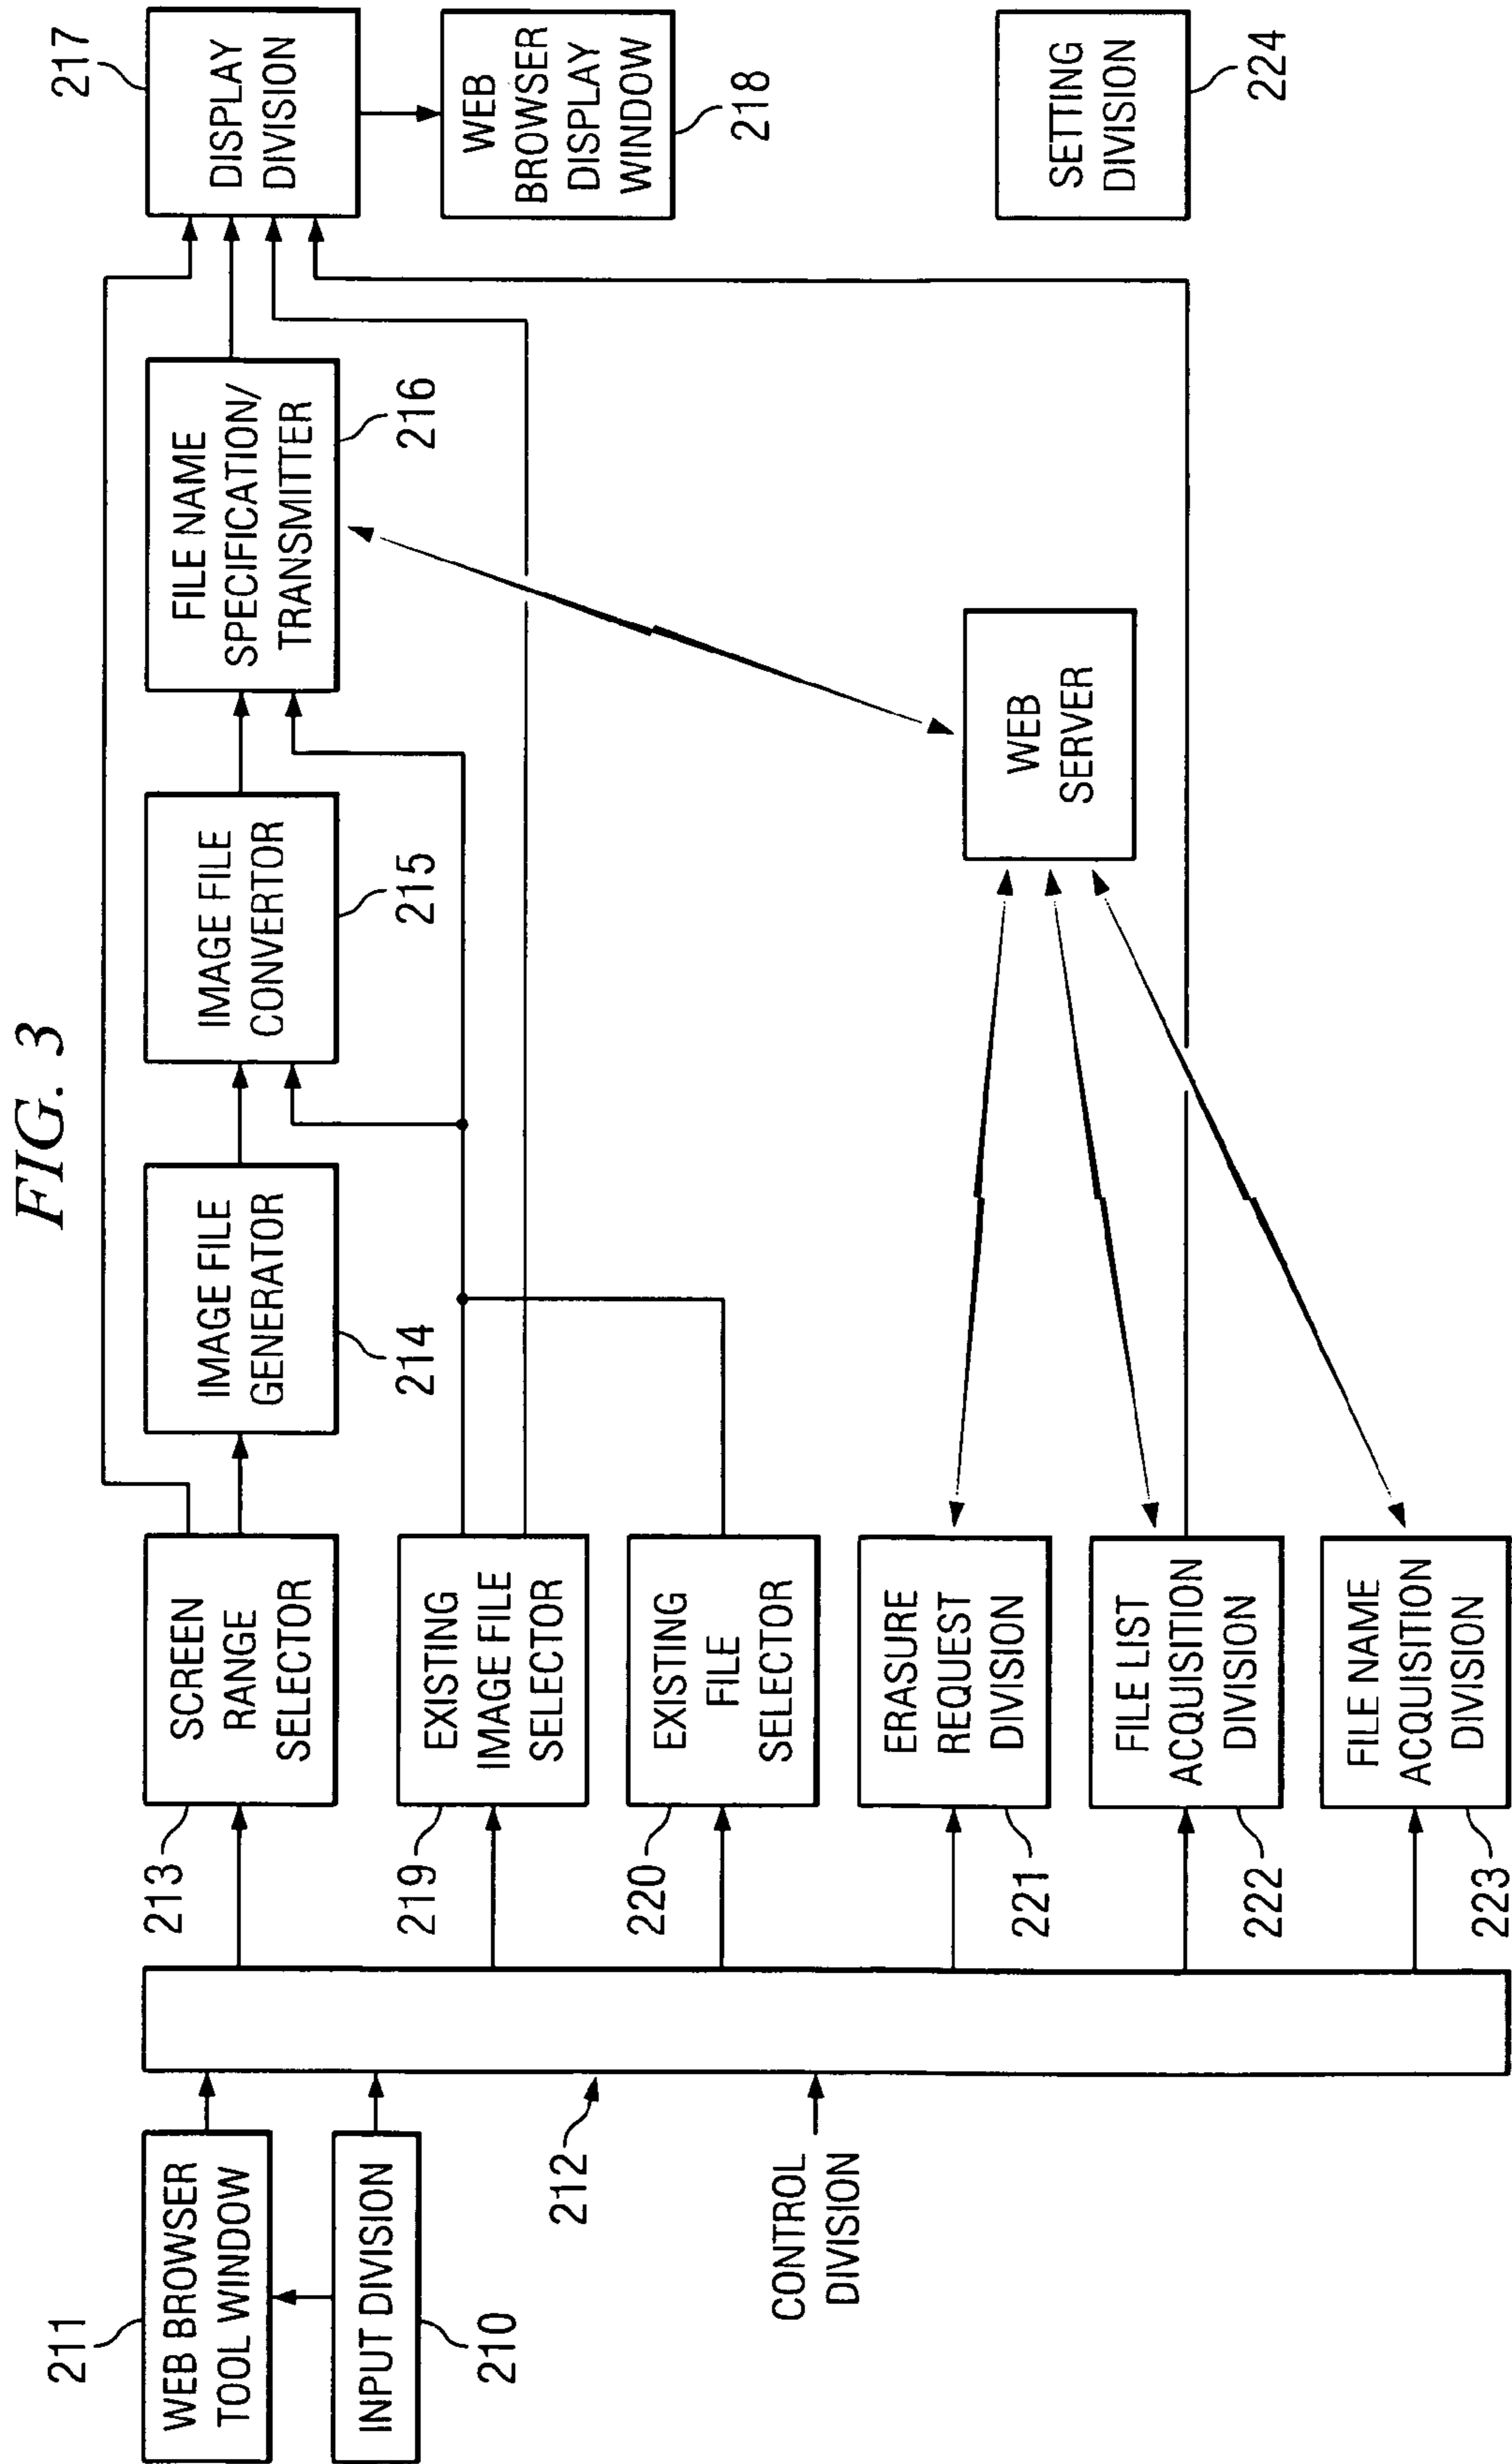 FIG. 3
211
WEB BROWSER
TOOL WINDOW
INPUT DIVISION
210
212
CONTROL
DIVISION
213
SCREEN
RANGE
SELECTOR
219
EXISTING
IMAGE FILE
SELECTOR
220
EXISTING
FILE
SELECTOR
221
ERASURE
REQUEST
DIVISION
222
FILE LIST
ACQUISITION
DIVISION
223
FILE NAME
ACQUISITION
DIVISION
IMAGE FILE
GENERATOR
214
IMAGE FILE
CONVERTOR
215
FILE NAME
SPECIFICATION/
TRANSMITTER
216
WEB
SERVER
217
DISPLAY
DIVISION
WEB
BROWSER
DISPLAY
WINDOW
218
SETTING
DIVISION
224